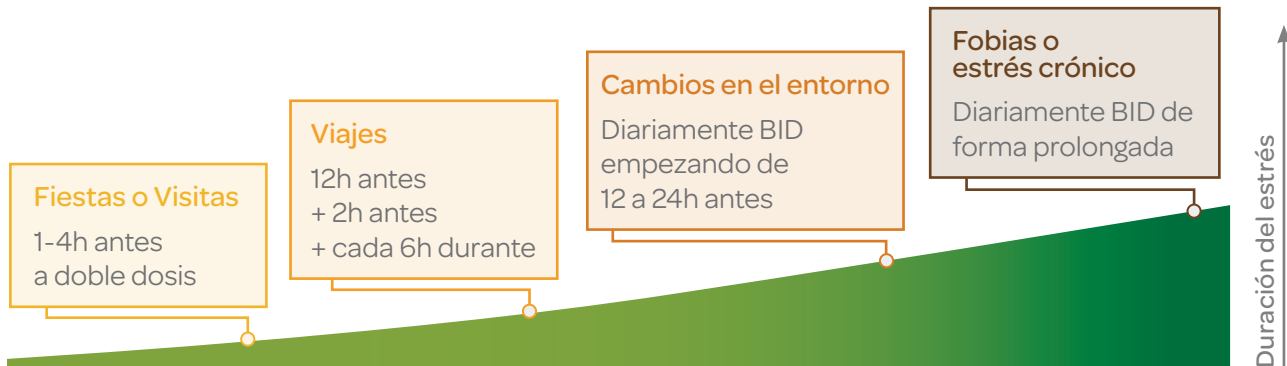 Fiestas o Visitas
1-4h antes
a doble dosis
Viajes
12h antes
+ 2h antes
+ cada 6h durante
Cambios en el entorno
Diariamente BID
empezando de
12 a 24h antes
Fobias o
estrés crónico
Diariamente BID de
forma prolongada
Duración del estrés